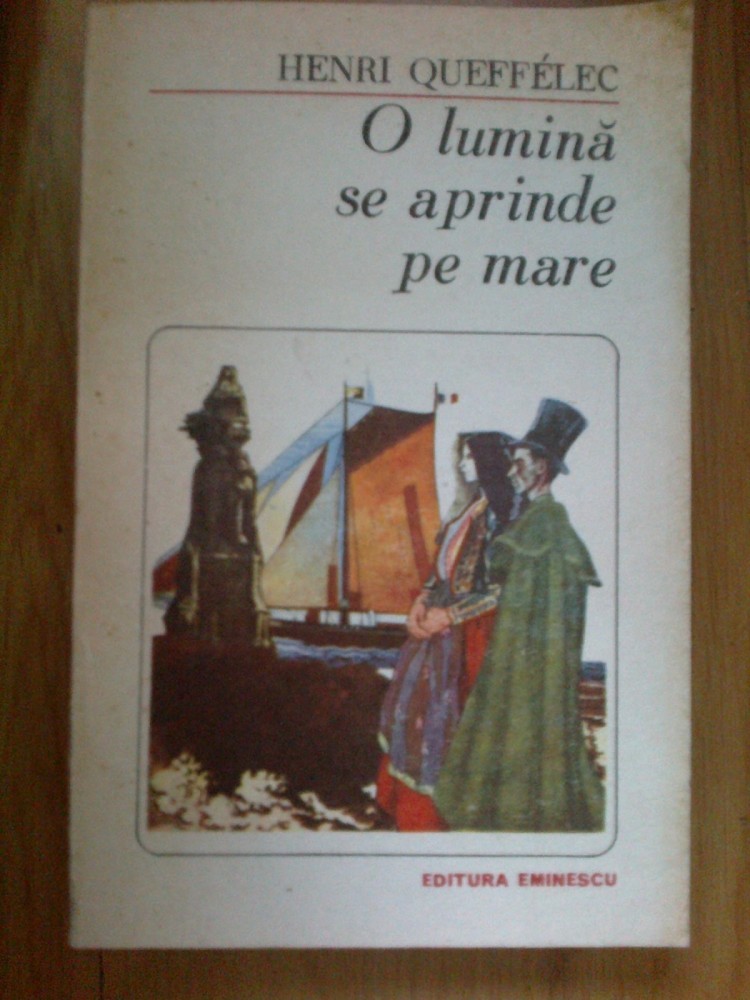 HENRI QUEFFÉLEC
O lumină
se aprinde
pe mare
EDITURA EMINESCU